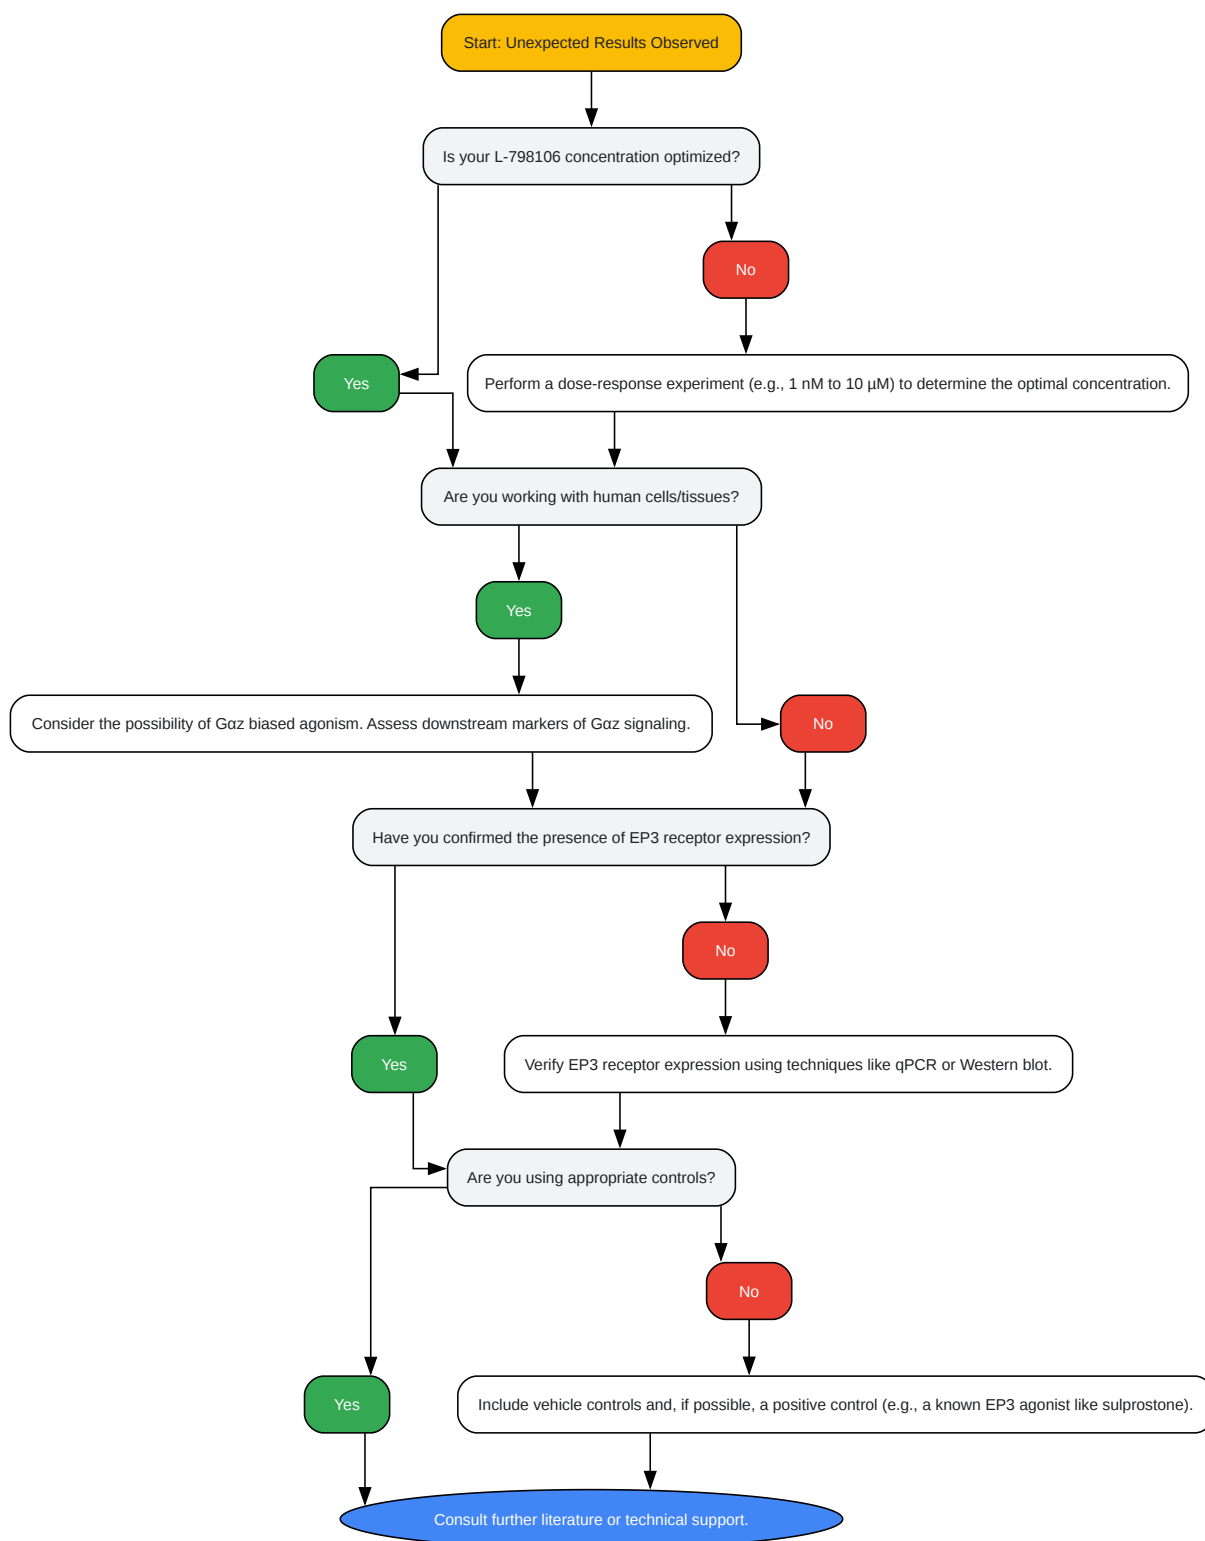 Start: Unexpected Results Observed
Is your L-798106 concentration optimized?
No
Yes
Perform a dose-response experiment (e.g., 1 nM to 10 µM) to determine the optimal concentration.
Are you working with human cells/tissues?
Yes
Consider the possibility of Gαz biased agonism. Assess downstream markers of Gαz signaling.
No
Have you confirmed the presence of EP3 receptor expression?
No
Yes
Verify EP3 receptor expression using techniques like qPCR or Western blot.
Are you using appropriate controls?
No
Yes
Include vehicle controls and, if possible, a positive control (e.g., a known EP3 agonist like sulprostone).
Consult further literature or technical support.